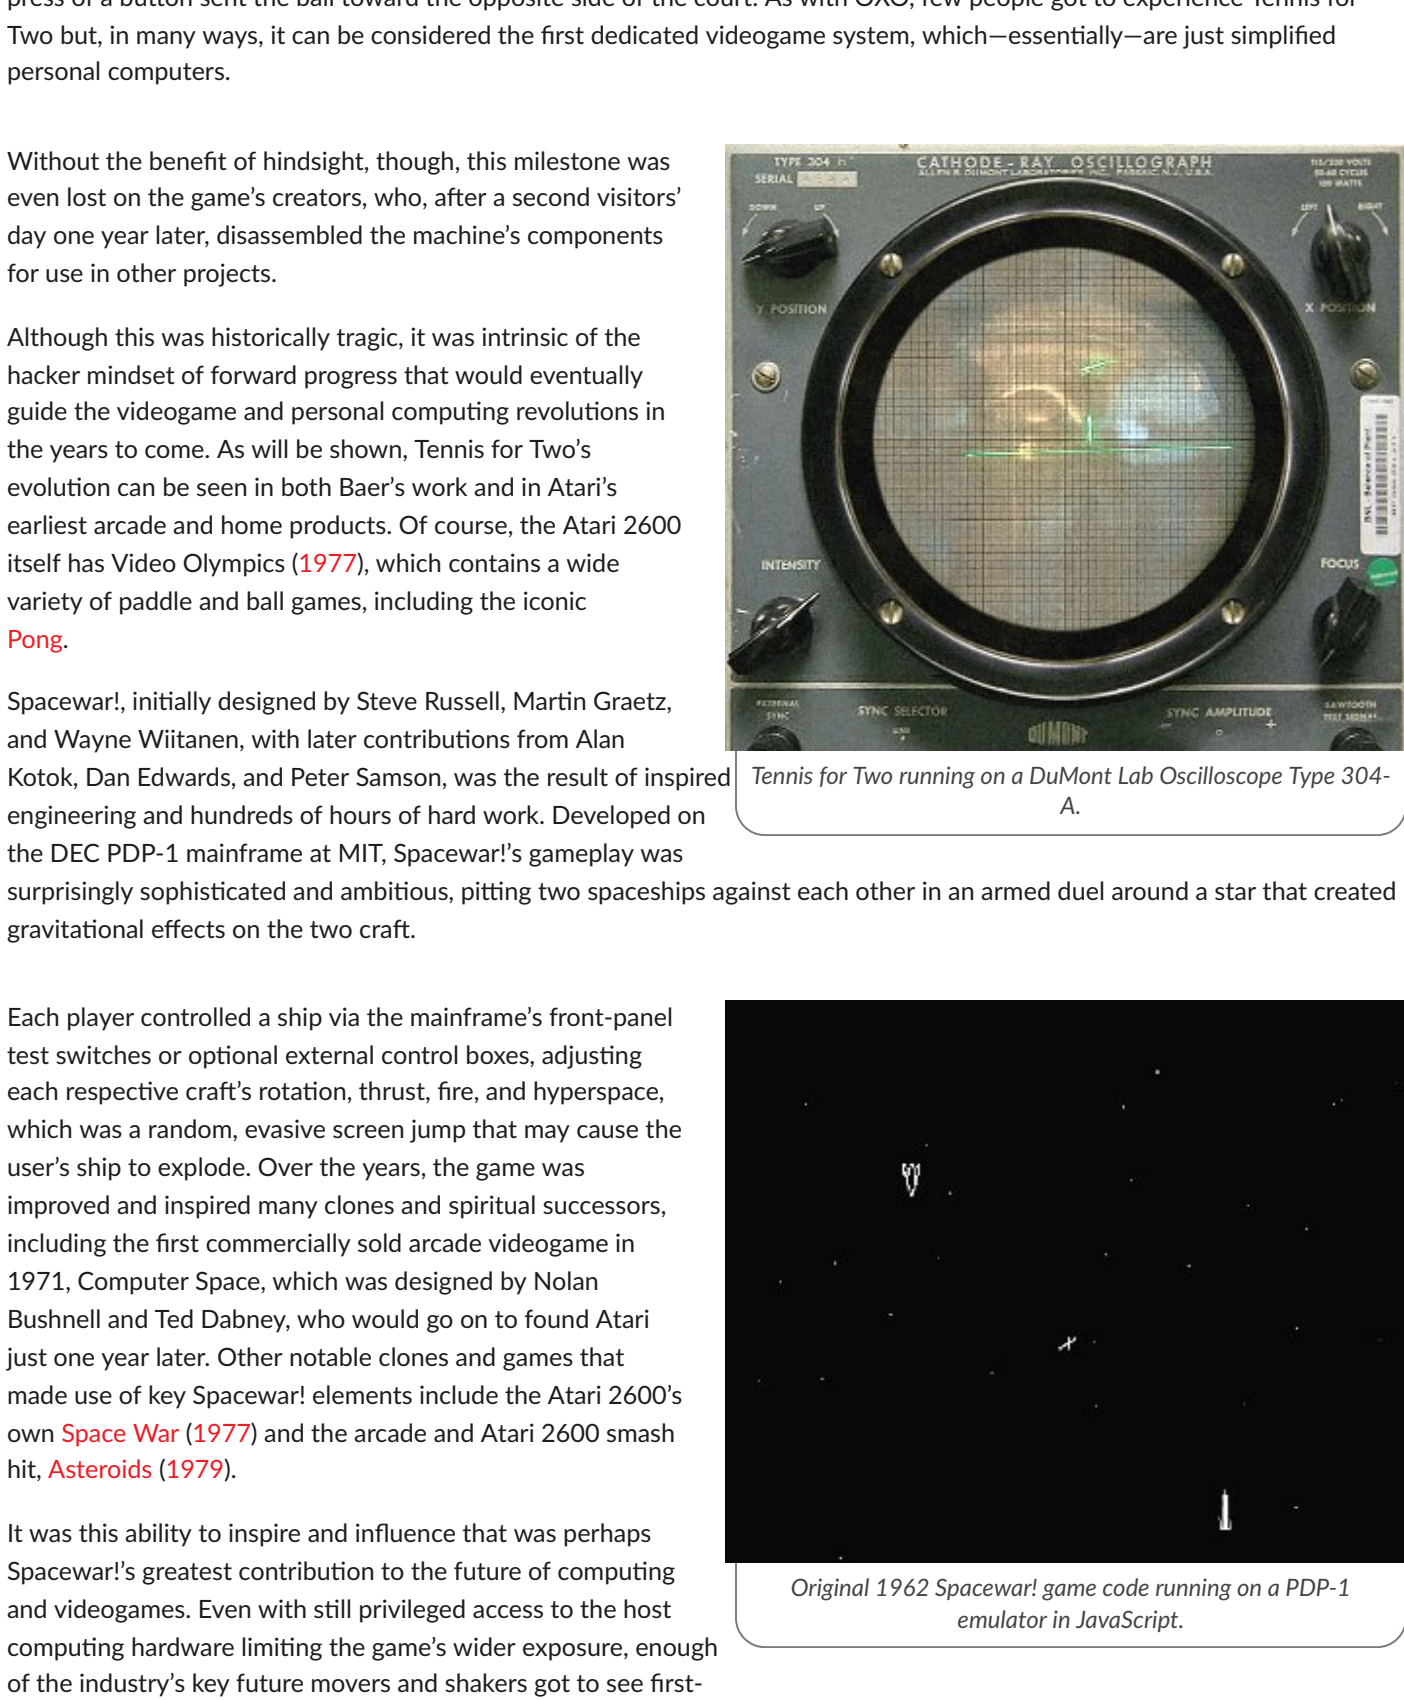 press of a button sent the ball toward the opposite side of the court. As with OXO, few people got to experience Tennis for
Two but, in many ways, it can be considered the first dedicated videogame system, which—essentially—are just simplified
personal computers.
Without the benefit of hindsight, though, this milestone was
even lost on the game’s creators, who, after a second visitors’
day one year later, disassembled the machine’s components
for use in other projects.
Although this was historically tragic, it was intrinsic of the
hacker mindset of forward progress that would eventually
guide the videogame and personal computing revolutions in
the years to come. As will be shown, Tennis for Two’s
evolution can be seen in both Baer’s work and in Atari’s
earliest arcade and home products. Of course, the Atari 2600
itself has Video Olympics (1977), which contains a wide
variety of paddle and ball games, including the iconic
Pong.
TYPE 304 h
SERIAL
CATHODE-RAY OSCILLOGRAPH
ALLEN B. DUMONT LABORATORIES INC., PASSAIC, N.J., U.S.A.
115/230 VOLTS
50-60 CYCLES
100 WATTS
DOWN UP
LEFT RIGHT
Y POSITION
X POSITION
INTENSITY
FOCUS
EXTERNAL
SYNC
SYNC SELECTOR
LINE
DUMONT
SYNC AMPLITUDE
SAWTOOTH
TEST SIGNAL
Tennis for Two running on a DuMont Lab Oscilloscope Type 304-
A.
Spacewar!, initially designed by Steve Russell, Martin Graetz,
and Wayne Wiitanen, with later contributions from Alan
Kotok, Dan Edwards, and Peter Samson, was the result of inspired
engineering and hundreds of hours of hard work. Developed on
the DEC PDP-1 mainframe at MIT, Spacewar!’s gameplay was
surprisingly sophisticated and ambitious, pitting two spaceships against each other in an armed duel around a star that created
gravitational effects on the two craft.
Each player controlled a ship via the mainframe’s front-panel
test switches or optional external control boxes, adjusting
each respective craft’s rotation, thrust, fire, and hyperspace,
which was a random, evasive screen jump that may cause the
user’s ship to explode. Over the years, the game was
improved and inspired many clones and spiritual successors,
including the first commercially sold arcade videogame in
1971, Computer Space, which was designed by Nolan
Bushnell and Ted Dabney, who would go on to found Atari
just one year later. Other notable clones and games that
made use of key Spacewar! elements include the Atari 2600’s
own Space War (1977) and the arcade and Atari 2600 smash
hit, Asteroids (1979).
Original 1962 Spacewar! game code running on a PDP-1
emulator in JavaScript.
It was this ability to inspire and influence that was perhaps
Spacewar!’s greatest contribution to the future of computing
and videogames. Even with still privileged access to the host
computing hardware limiting the game’s wider exposure, enough
of the industry’s key future movers and shakers got to see first-